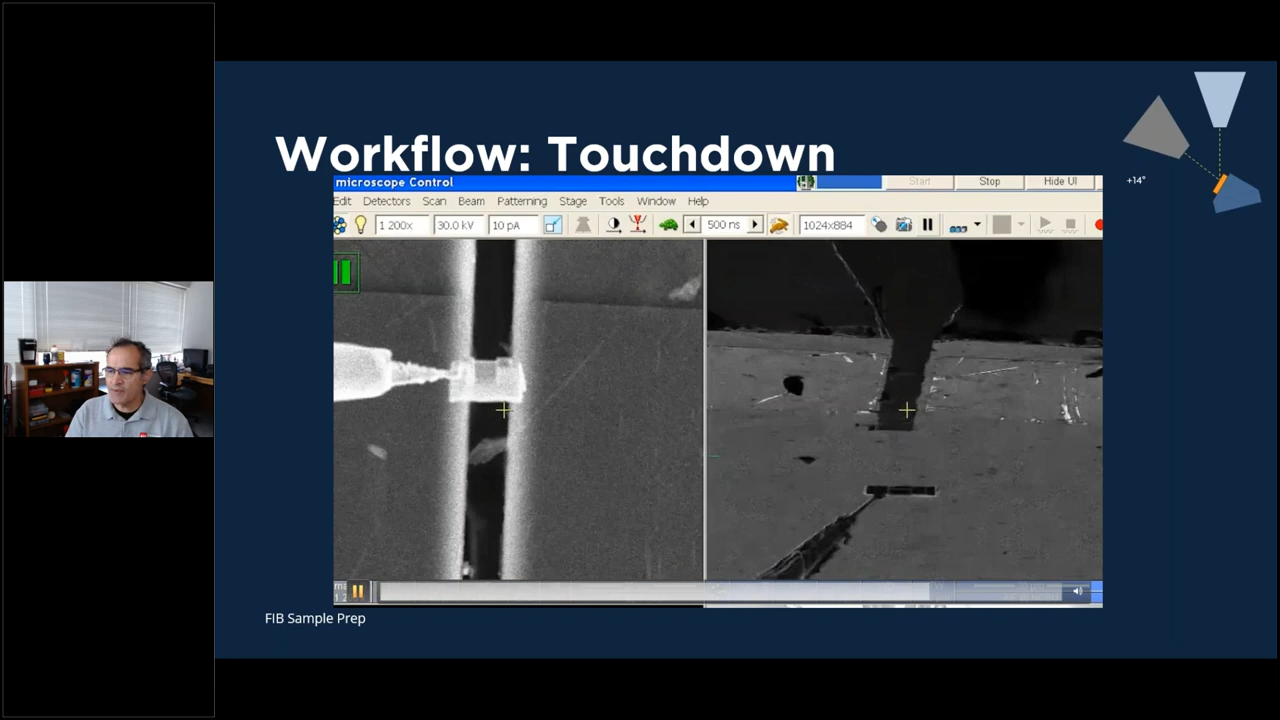 Workflow: Touchdown
+14°
microscope Control
Start Stop Hide UI
Edit Detectors Scan Beam Patterning Stage Tools Window Help
1 200x 30.0 kV 10 pA 500 ns 1024x884
FIB Sample Prep